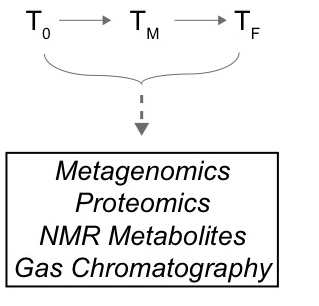 T0 TM TF
Metagenomics
Proteomics
NMR Metabolites
Gas Chromatography